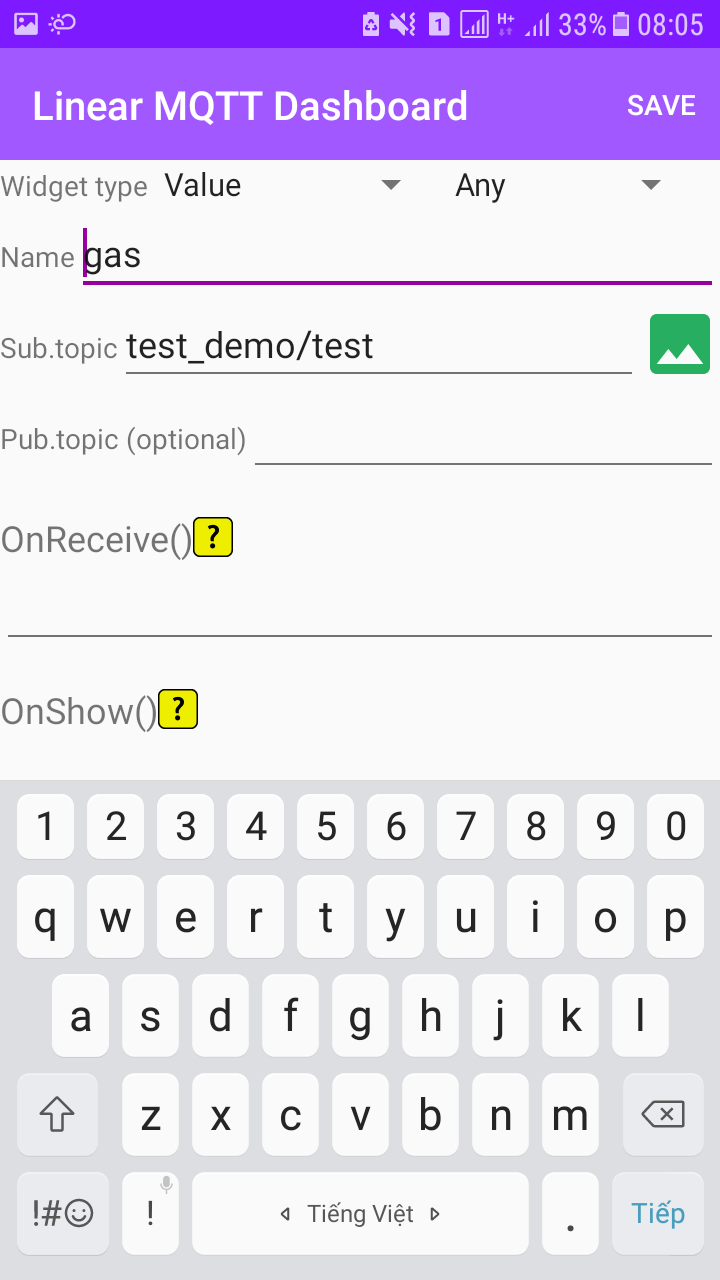 1 H+ 33% 08:05
Linear MQTT Dashboard SAVE
Widget type Value Any
Name gas
Sub.topic test_demo/test
Pub.topic (optional)
OnReceive() ?
OnShow() ?
1 2 3 4 5 6 7 8 9 0
q w e r t y u i o p
a s d f g h j k l
z x c v b n m
!# ! Tiếng Việt . Tiếp